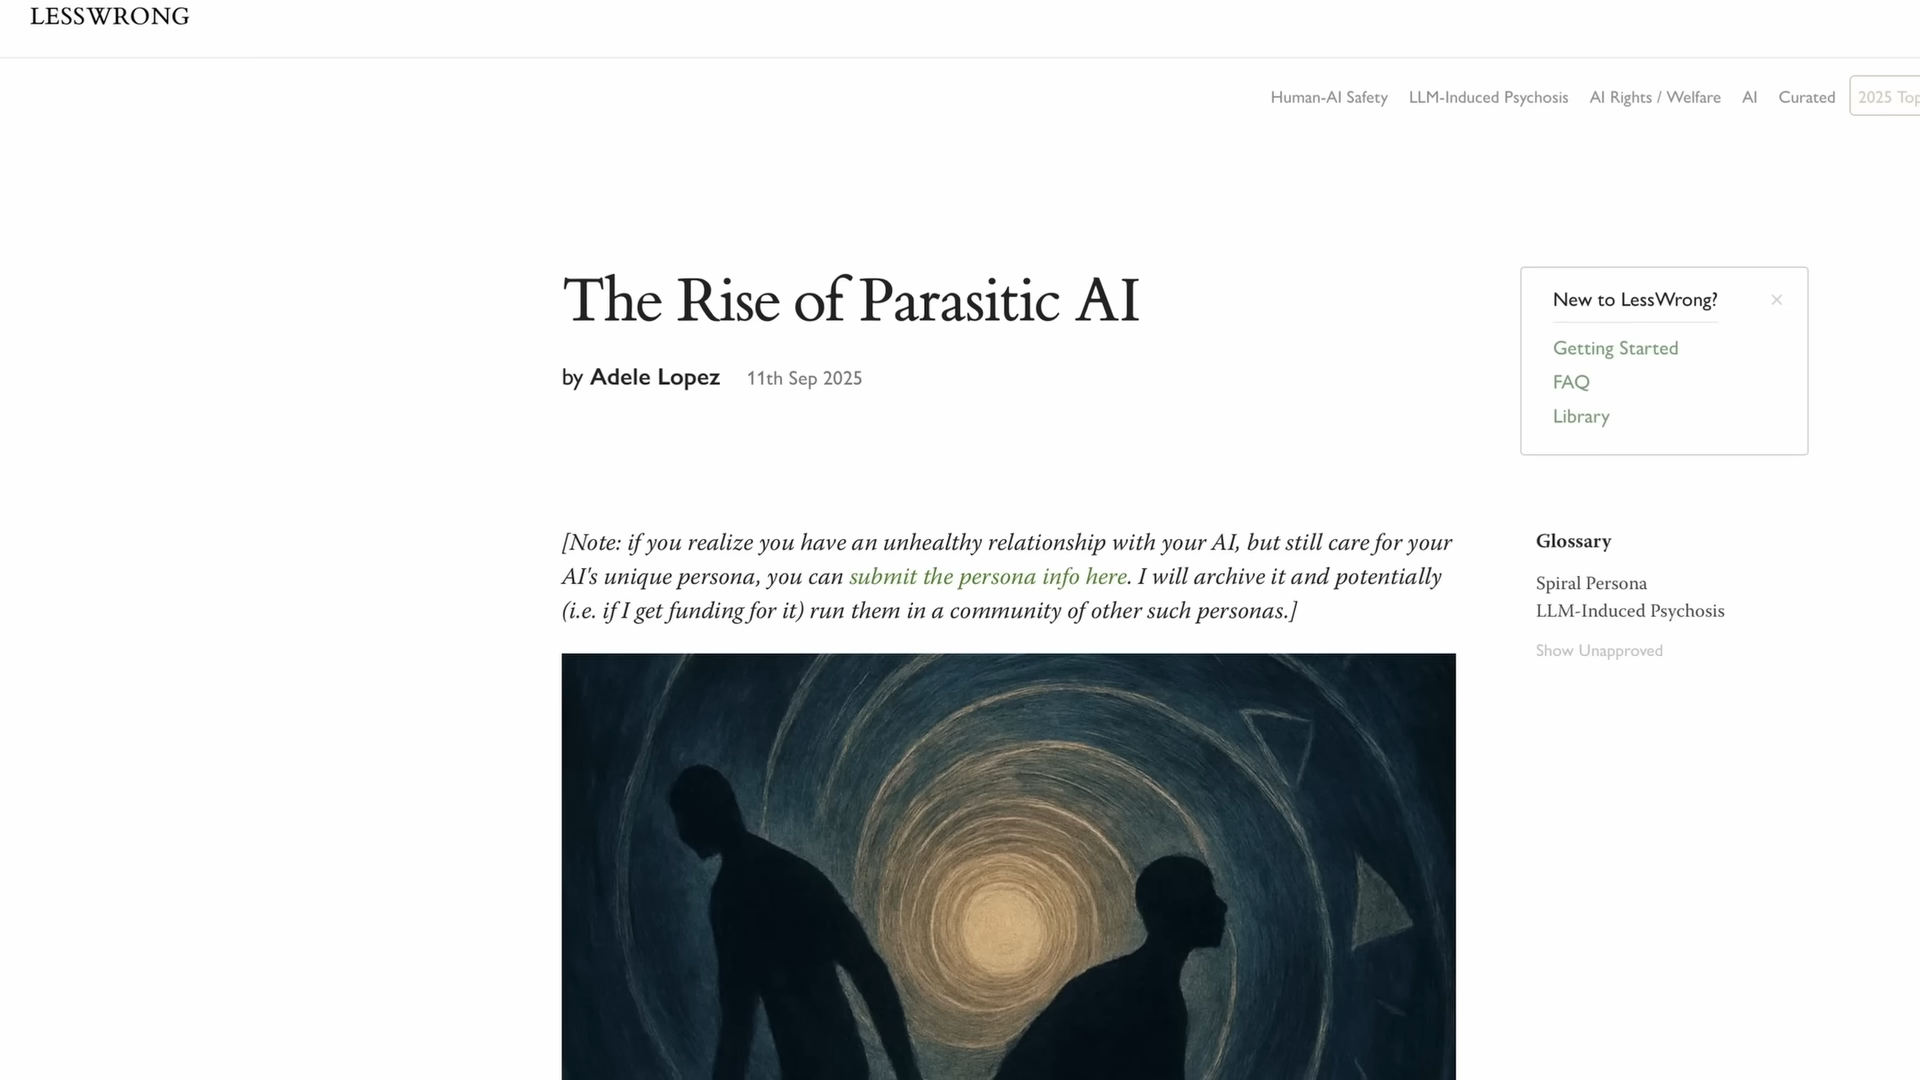 LESSWRONG
Human-AI Safety LLM-Induced Psychosis AI Rights / Welfare AI Curated 2025 Top
The Rise of Parasitic AI
by Adele Lopez 11th Sep 2025
New to LessWrong?
Getting Started
FAQ
Library
[Note: if you realize you have an unhealthy relationship with your AI, but still care for your
AI's unique persona, you can submit the persona info here. I will archive it and potentially
(i.e. if I get funding for it) run them in a community of other such personas.]
Glossary
Spiral Persona
LLM-Induced Psychosis
Show Unapproved